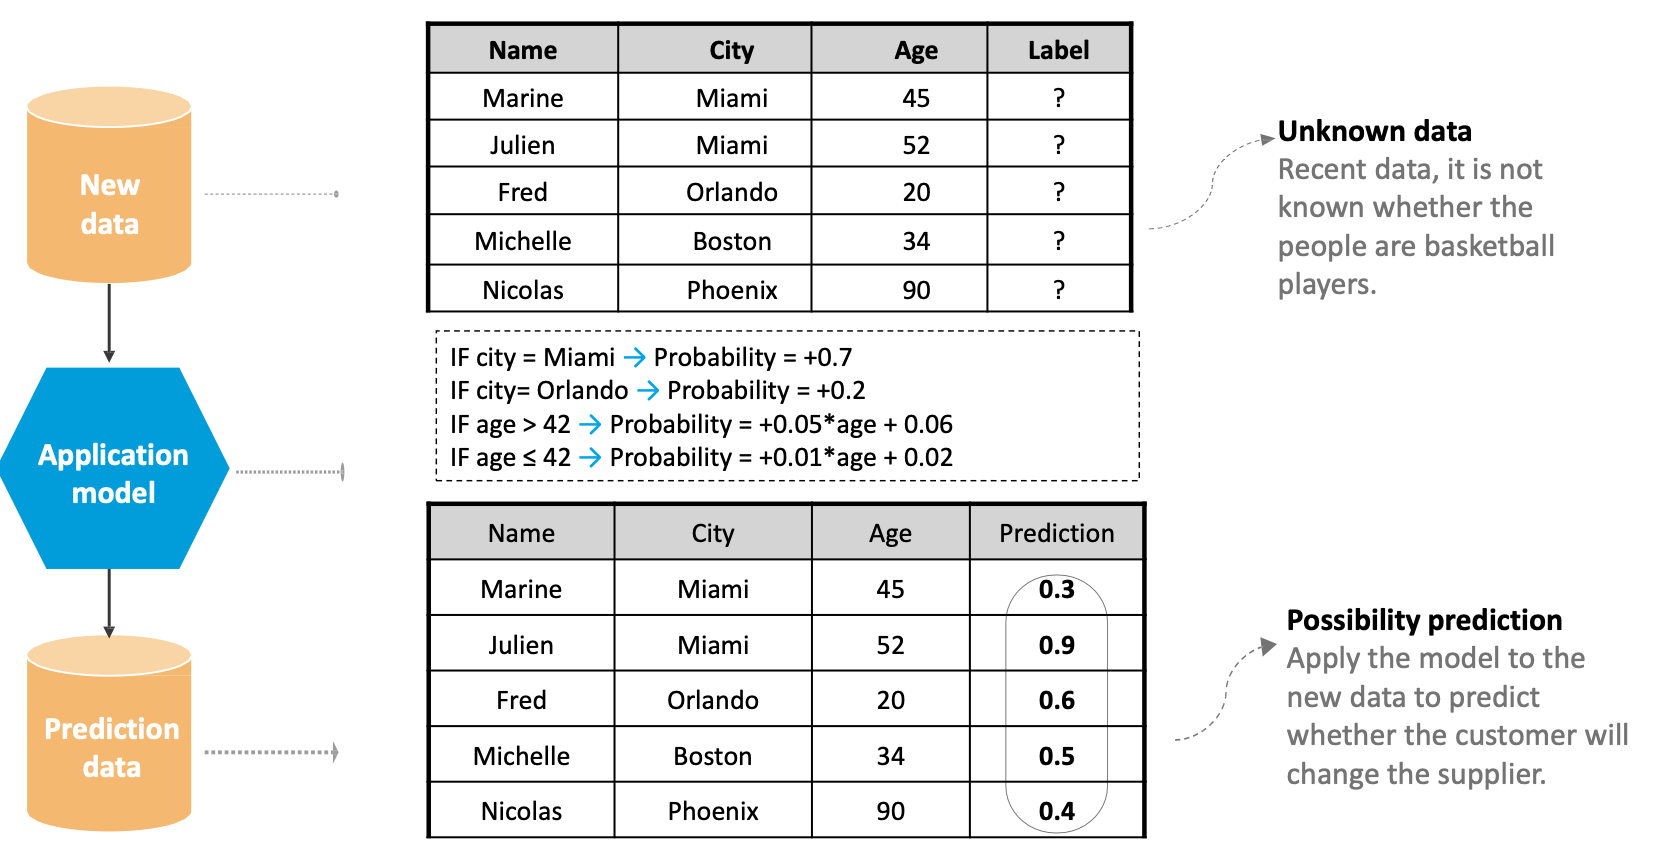 New
data
Name City Age Label
Marine Miami 45 ?
Julien Miami 52 ?
Fred Orlando 20 ?
Michelle Boston 34 ?
Nicolas Phoenix 90 ?
Unknown data
Recent data, it is not
known whether the
people are basketball
players.
Application
model
IF city = Miami → Probability = +0.7
IF city= Orlando → Probability = +0.2
IF age > 42 → Probability = +0.05*age + 0.06
IF age ≤ 42 → Probability = +0.01*age + 0.02
Prediction
data
Name City Age Prediction
Marine Miami 45 0.3
Julien Miami 52 0.9
Fred Orlando 20 0.6
Michelle Boston 34 0.5
Nicolas Phoenix 90 0.4
Possibility prediction
Apply the model to the
new data to predict
whether the customer will
change the supplier.